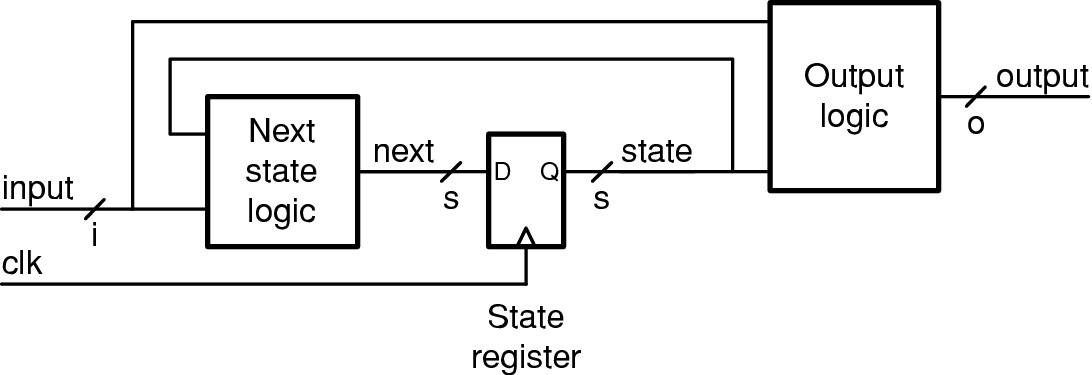 Output
logic
output
o
Next
state
logic
next
s
D
Q
state
s
input
i
clk
State
register